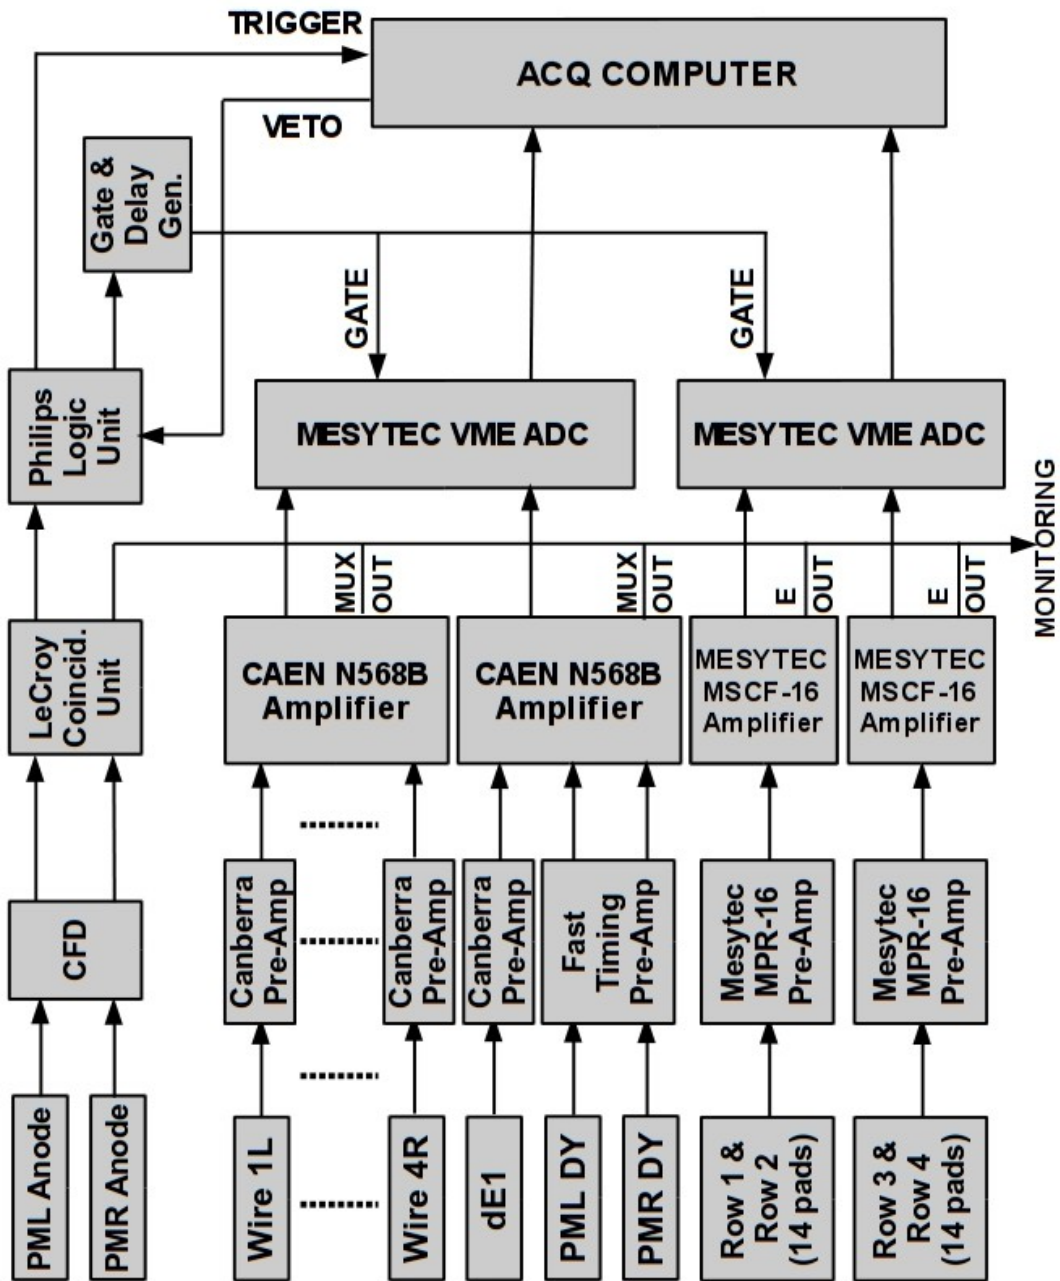 TRIGGER
ACQ COMPUTER
VETO
Gate &
Delay
Gen.
GATE
GATE
Philips
Logic
Unit
MESYTEC VME ADC
MESYTEC VME ADC
MONITORING
MUX
OUT
MUX
OUT
E
OUT
E
OUT
LeCroy
Coincid.
Unit
CAEN N568B
Amplifier
CAEN N568B
Amplifier
MESYTEC
MSCF-16
Amplifier
MESYTEC
MSCF-16
Amplifier
CFD
Canberra
Pre-Amp
Canberra
Pre-Amp
Canberra
Pre-Amp
Fast
Timing
Pre-Amp
Mesytec
MPR-16
Pre-Amp
Mesytec
MPR-16
Pre-Amp
PML Anode
PMR Anode
Wire 1L
Wire 4R
dE1
PML DY
PMR DY
Row 1 &
Row 2
(14 pads)
Row 3 &
Row 4
(14 pads)